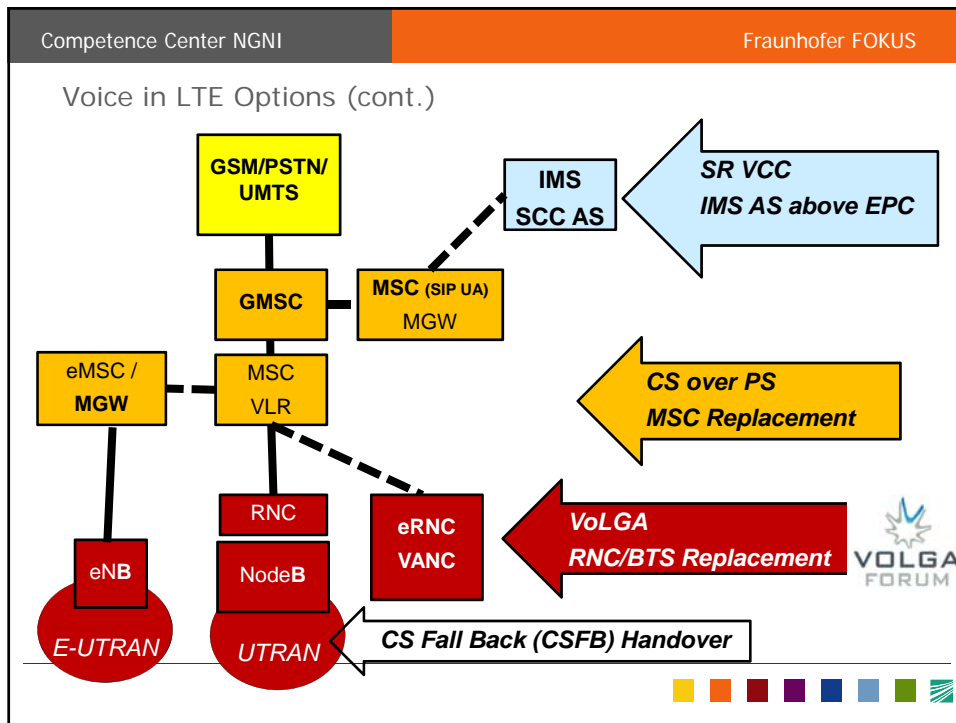 Competence Center NGNI
Fraunhofer FOKUS
Voice in LTE Options (cont.)
GSM/PSTN/
UMTS
IMS
SCC AS
SR VCC
IMS AS above EPC
GMSC
MSC (SIP UA)
MGW
eMSC /
MGW
MSC
VLR
CS over PS
MSC Replacement
RNC
eRNC
VANC
VoLGA
RNC/BTS Replacement
VOLGA
FORUM
eNB
NodeB
E-UTRAN
UTRAN
CS Fall Back (CSFB) Handover